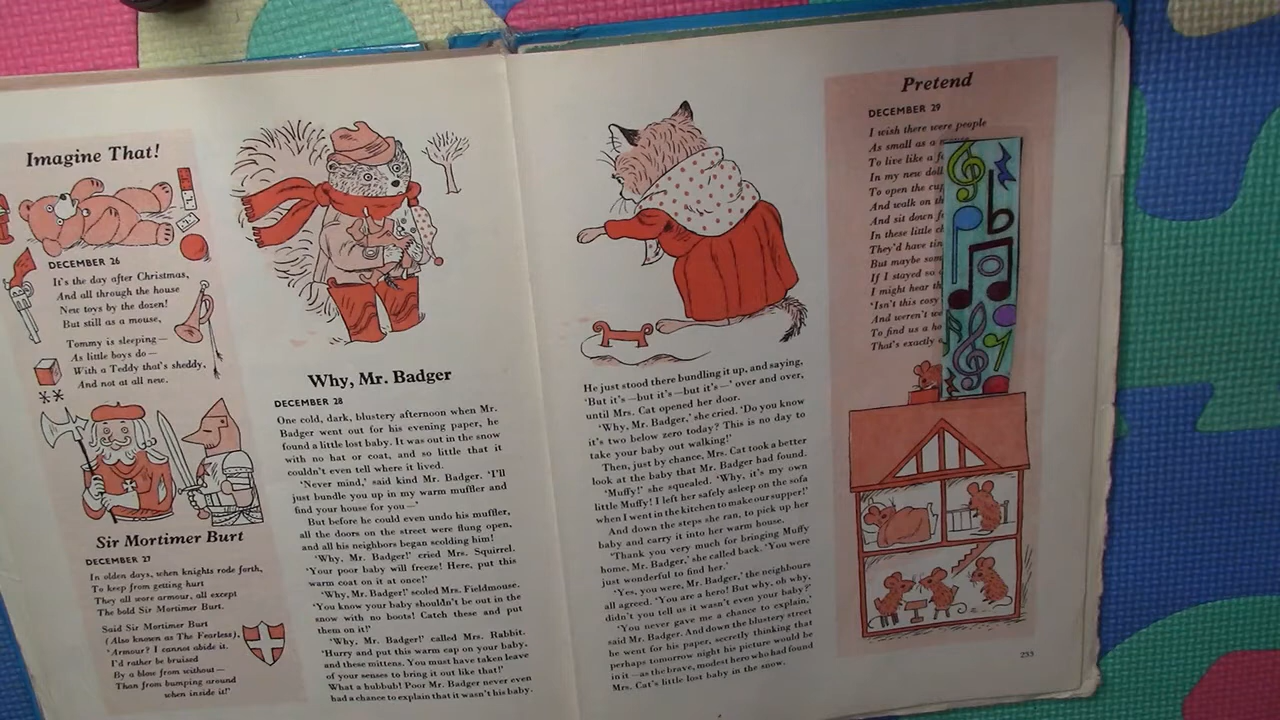 Imagine That!
DECEMBER 26
It's the day after Christmas,
And all through the house
New toys by the dozen!
But still as a mouse,
Tommy is sleeping—
As little boys do—
With a Teddy that's sheddy,
And not at all new.
Sir Mortimer Burt
DECEMBER 27
In olden days, when knights rode forth,
To keep from getting hurt
They all wore armour, all except
The bold Sir Mortimer Burt.
Said Sir Mortimer Burt
(Also known as The Fearless),
'Armour? I cannot abide it.
I'd rather be bruised
By a blow from without—
Than from bumping around
when inside it!'
Why, Mr. Badger
DECEMBER 28
One cold, dark, blustery afternoon when Mr.
Badger went out for his evening paper, he
found a little lost baby. It was out in the snow
with no hat or coat, and so little that it
couldn't even tell where it lived.
'Never mind,' said kind Mr. Badger. 'I'll
just bundle you up in my warm muffler and
find your house for you—'
But before he could even undo his muffler,
all the doors on the street were flung open,
and all his neighbors began scolding him!
'Why, Mr. Badger!' cried Mrs. Squirrel.
'Your poor baby will freeze! Here, put this
warm coat on it at once!'
'Why, Mr. Badger!' scoled Mrs. Fieldmouse.
'You know your baby shouldn't be out in the
snow with no boots! Catch these and put
them on it!'
'Why, Mr. Badger!' called Mrs. Rabbit.
'Hurry and put this warm cap on your baby,
and these mittens. You must have taken leave
of your senses to bring it out like that!'
What a hubbub! Poor Mr. Badger never even
had a chance to explain that it wasn't his baby.
He just stood there bundling it up, and saying,
'But it's—but it's—but it's—' over and over,
until Mrs. Cat opened her door.
'Why, Mr. Badger,' she cried. 'Do you know
it's two below zero today? This is no day to
take your baby out walking!'
Then, just by chance, Mrs. Cat took a better
look at the baby that Mr. Badger had found.
'Muffy!' she squealed. 'Why, it's my own
little Muffy! I left her safely asleep on the sofa
when I went in the kitchen to make our supper!'
And down the steps she ran, to pick up her
baby and carry it into her warm house.
'Thank you very much for bringing Muffy
home, Mr. Badger,' she called back. 'You were
just wonderful to find her.'
'Yes, you were, Mr. Badger,' the neighbours
all agreed. 'You are a hero! But why, oh why,
didn't you tell us it wasn't even your baby?'
'You never gave me a chance to explain,'
said Mr. Badger. And down the blustery street
he went for his paper, secretly thinking that
perhaps tomorrow night his picture would be
in it—as the brave, modest hero who had found
Mrs. Cat's little lost baby in the snow.
Pretend
DECEMBER 29
I wish there were people
As small as a
To live like a
In my new
To open the
And walk on
And sit down
In these little
They'd have
But maybe
If I stayed so
I might hear
'Isn't this cosy
And weren't
To find us a
That's exactly
233